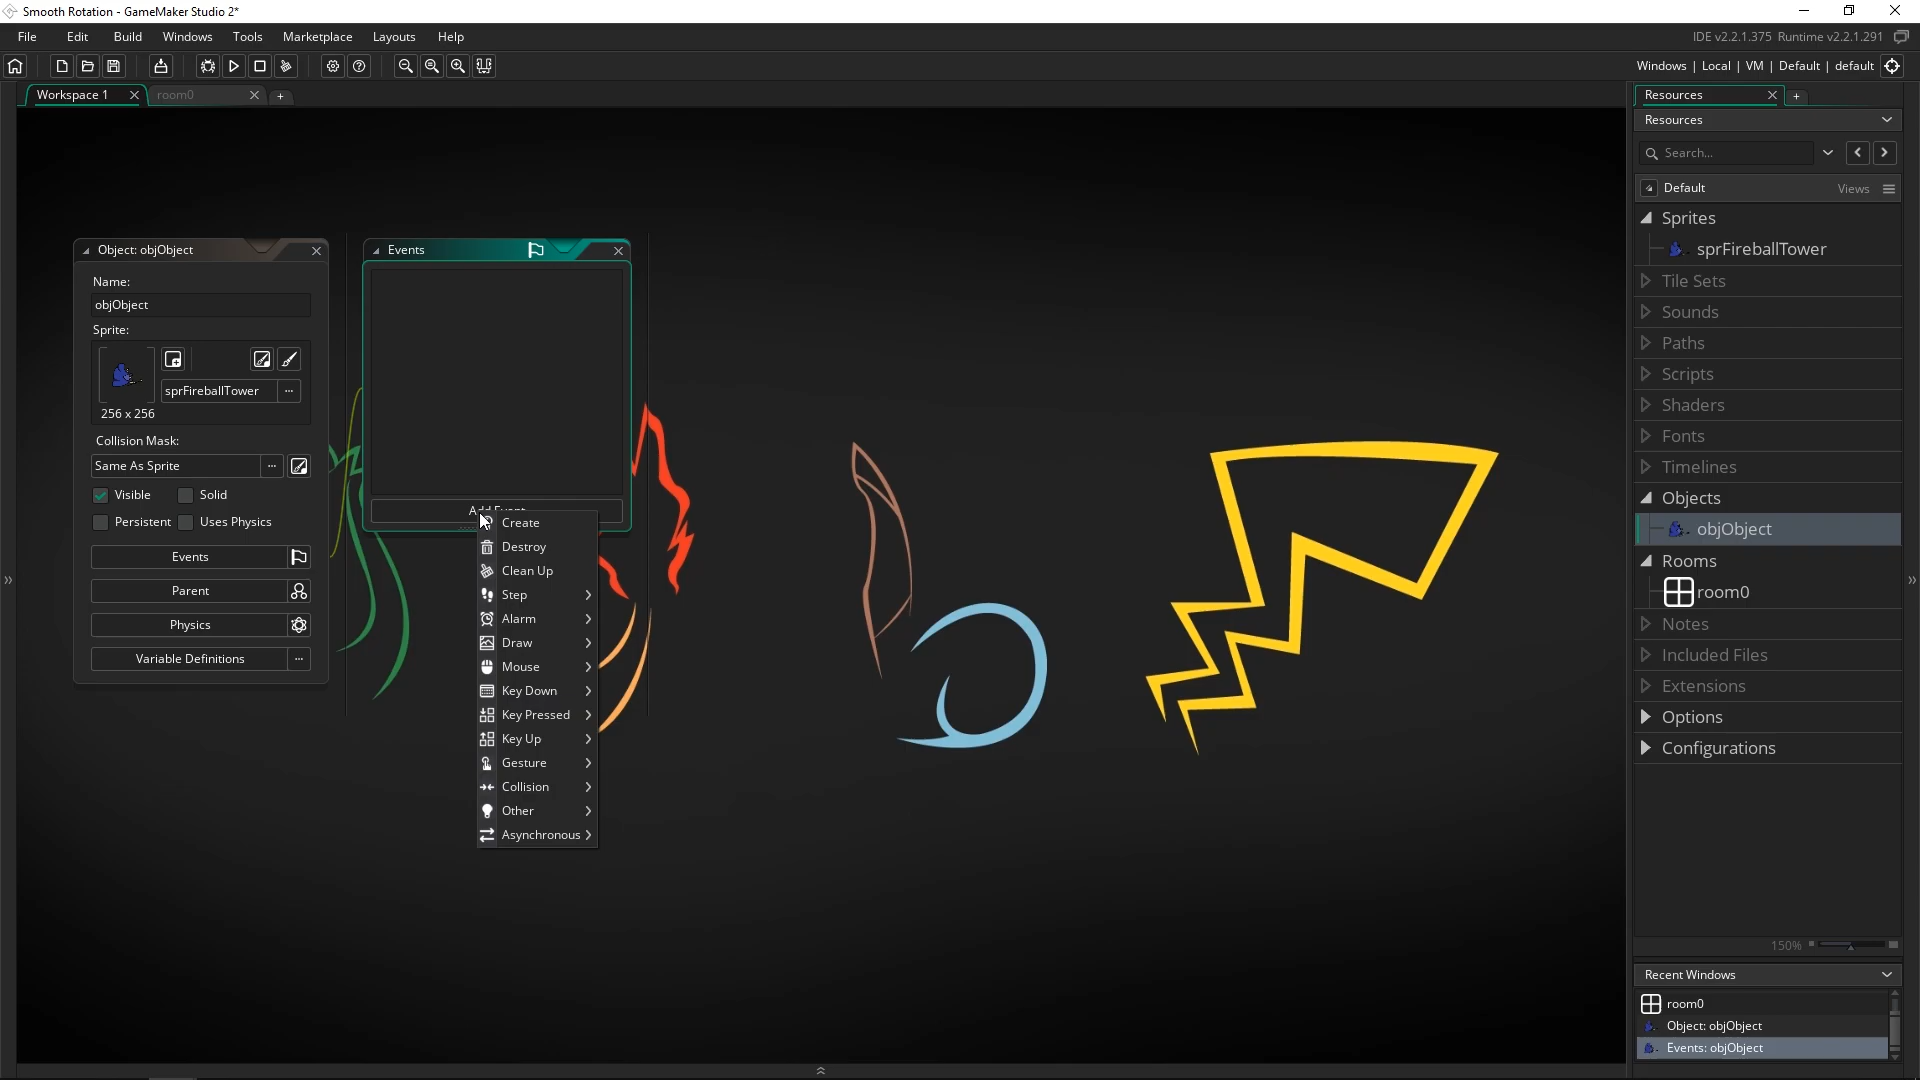 Smooth Rotation - GameMaker Studio 2*
File Edit Build Windows Tools Marketplace Layouts Help
IDE v2.2.1.375 Runtime v2.2.1.291
Windows | Local | VM | Default | default
Workspace 1
room0
Resources
Resources
Search...
Default
Views
Sprites
sprFireballTower
Tile Sets
Sounds
Paths
Scripts
Shaders
Fonts
Timelines
Objects
objObject
Rooms
room0
Notes
Included Files
Extensions
Options
Configurations
150%
Recent Windows
room0
Object: objObject
Events: objObject
Object: objObject
Name:
objObject
Sprite:
sprFireballTower
256 x 256
Collision Mask:
Same As Sprite
Visible
Solid
Persistent
Uses Physics
Events
Parent
Physics
Variable Definitions
Events
Add Event
Create
Destroy
Clean Up
Step
Alarm
Draw
Mouse
Key Down
Key Pressed
Key Up
Gesture
Collision
Other
Asynchronous